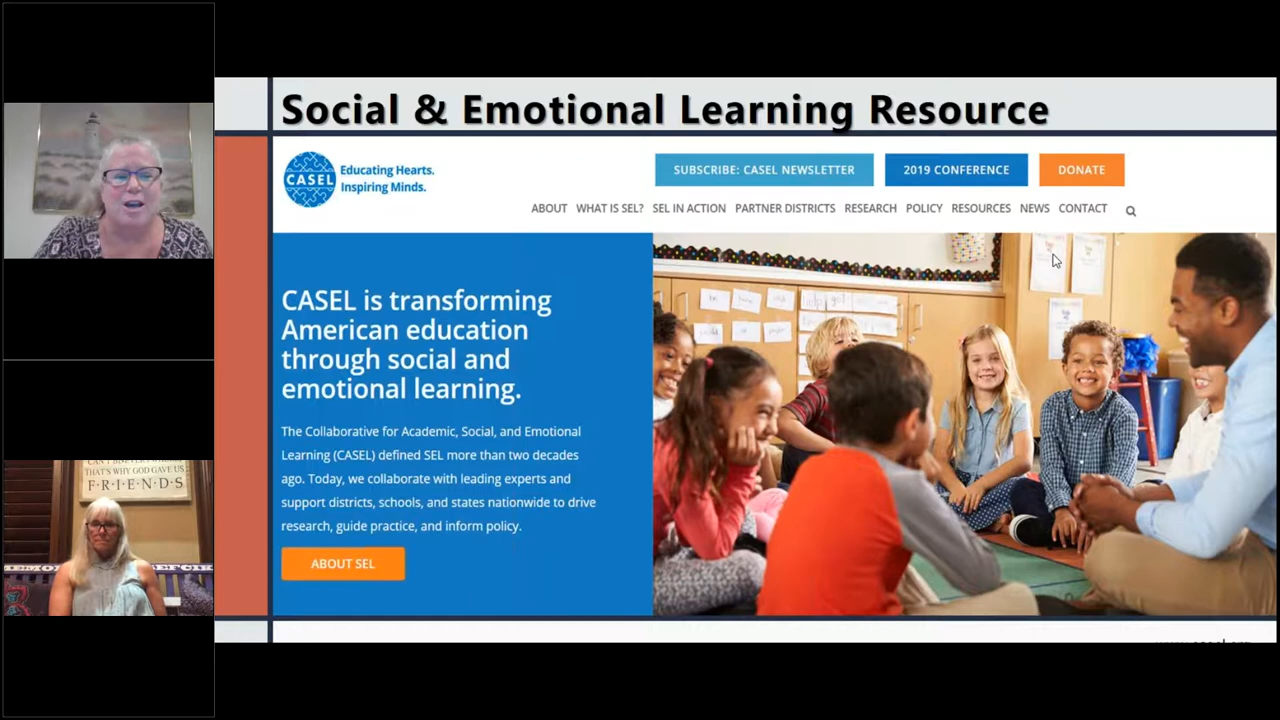 Social & Emotional Learning Resource
CASEL
Educating Hearts.
Inspiring Minds.
SUBSCRIBE: CASEL NEWSLETTER
2019 CONFERENCE
DONATE
ABOUT WHAT IS SEL? SEL IN ACTION PARTNER DISTRICTS RESEARCH POLICY RESOURCES NEWS CONTACT
CASEL is transforming
American education
through social and
emotional learning.
The Collaborative for Academic, Social, and Emotional
Learning (CASEL) defined SEL more than two decades
ago. Today, we collaborate with leading experts and
support districts, schools, and states nationwide to drive
research, guide practice, and inform policy.
ABOUT SEL
THAT'S WHY GOD GAVE US
F·R·I·E·N·D·S